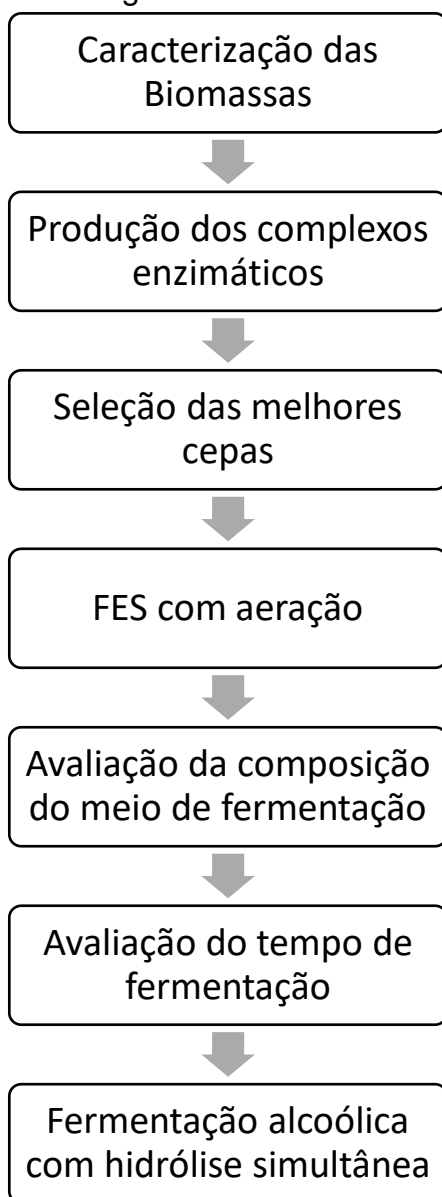 Caracterização das
Biomassas
Produção dos complexos
enzimáticos
Seleção das melhores
cepas
FES com aeração
Avaliação da composição
do meio de fermentação
Avaliação do tempo de
fermentação
Fermentação alcoólica
com hidrólise simultânea